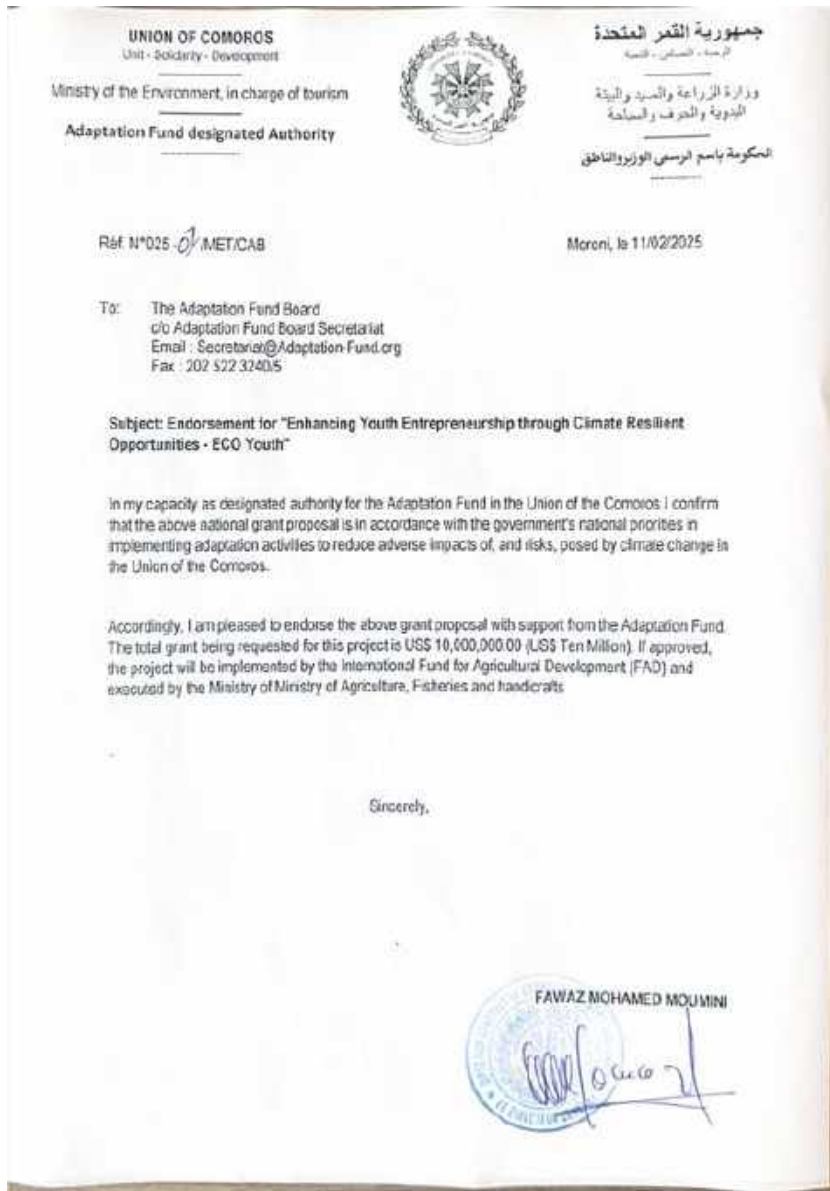 UNION OF COMOROS
Unit - Solidarity - Development
Ministry of the Environment, in charge of tourism
Adaptation Fund designated Authority
جمهورية القمر المتحدة
وزارة الزراعة والصيد والبيئة
الحكومة باسم الرسمي الوزير والناطق
Réf. N°025 - /MET/CAB
Moroni, le 11/02/2025
To: The Adaptation Fund Board
c/o Adaptation Fund Board Secretariat
Email : Secretariat@Adaptation-Fund.org
Fax : 202 522 3240/5
Subject: Endorsement for "Enhancing Youth Entrepreneurship through Climate Resilient
Opportunities - ECO Youth"
In my capacity as designated authority for the Adaptation Fund in the Union of the Comoros I confirm
that the above national grant proposal is in accordance with the government's national priorities in
implementing adaptation activities to reduce adverse impacts of, and risks, posed by climate change in
the Union of the Comoros.
Accordingly, I am pleased to endorse the above grant proposal with support from the Adaptation Fund.
The total grant being requested for this project is US$ 10,000,000.00 (US$ Ten Million). If approved,
the project will be implemented by the International Fund for Agricultural Development (FAD) and
executed by the Ministry of Ministry of Agriculture, Fisheries and handicrafts
Sincerely,
FAWAZ MOHAMED MOUMINI